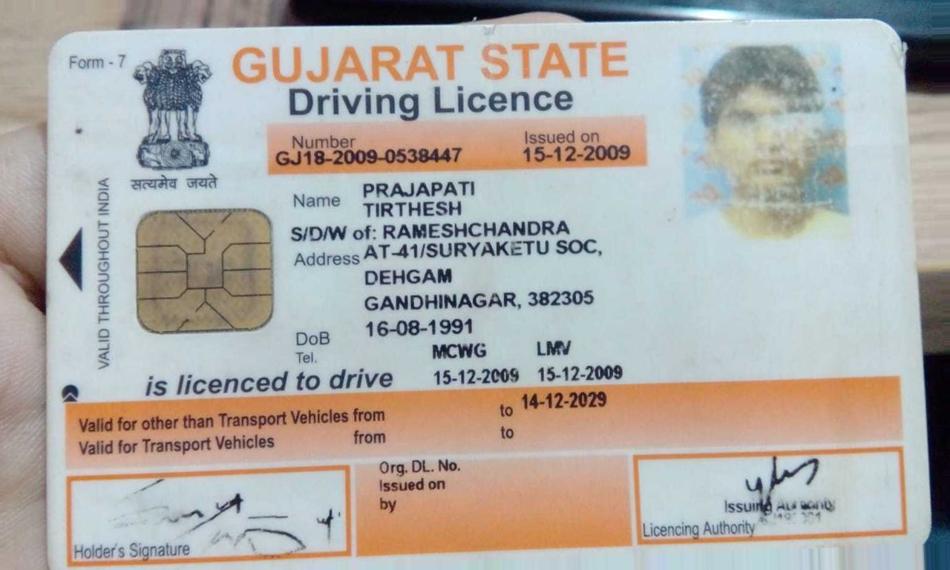 Form - 7
GUJARAT STATE
Driving Licence
Number
GJ18-2009-0538447
Issued on
15-12-2009
सत्यमेव जयते
VALID THROUGHOUT INDIA
Name PRAJAPATI
TIRTHESH
S/D/W of: RAMESHCHANDRA
Address AT-41/SURYAKETU SOC,
DEHGAM
GANDHINAGAR, 382305
DoB 16-08-1991
Tel.
MCWG LMV
is licenced to drive 15-12-2009 15-12-2009
Valid for other than Transport Vehicles from to 14-12-2029
Valid for Transport Vehicles from to
Org. DL. No.
Issued on
by
Holder's Signature
Issuing Authority
Licencing Authority